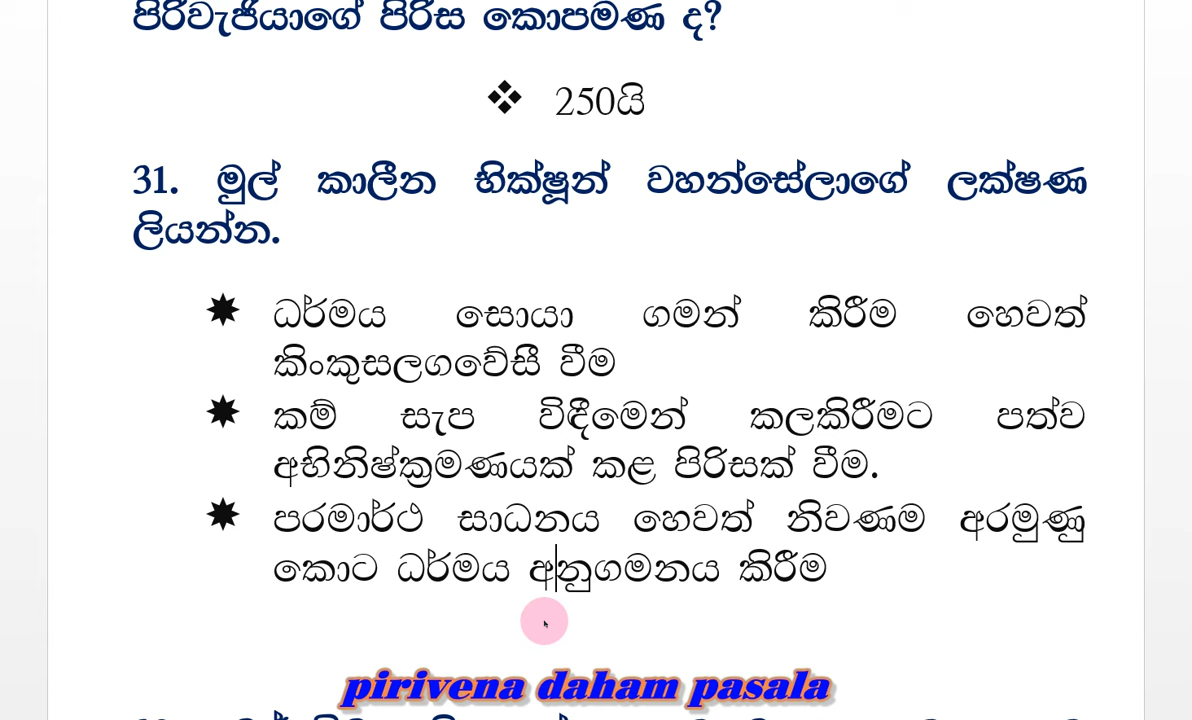 පිරිවැජියාගේ පිරිස කොපමණ ද?
❖ 250යි
31. මුල් කාලීන භික්ෂූන් වහන්සේලාගේ ලක්ෂණ
ලියන්න.
ධර්මය සොයා ගමන් කිරීම හෙවත්
කිංකුසලගවේසී වීම
කම් සැප විඳීමෙන් කලකිරීමට පත්ව
අභිනිෂ්ක්‍රමණයක් කළ පිරිසක් වීම.
පරමාර්ථ සාධනය හෙවත් නිවණම අරමුණු
කොට ධර්මය අනුගමනය කිරීම
pirivena daham pasala